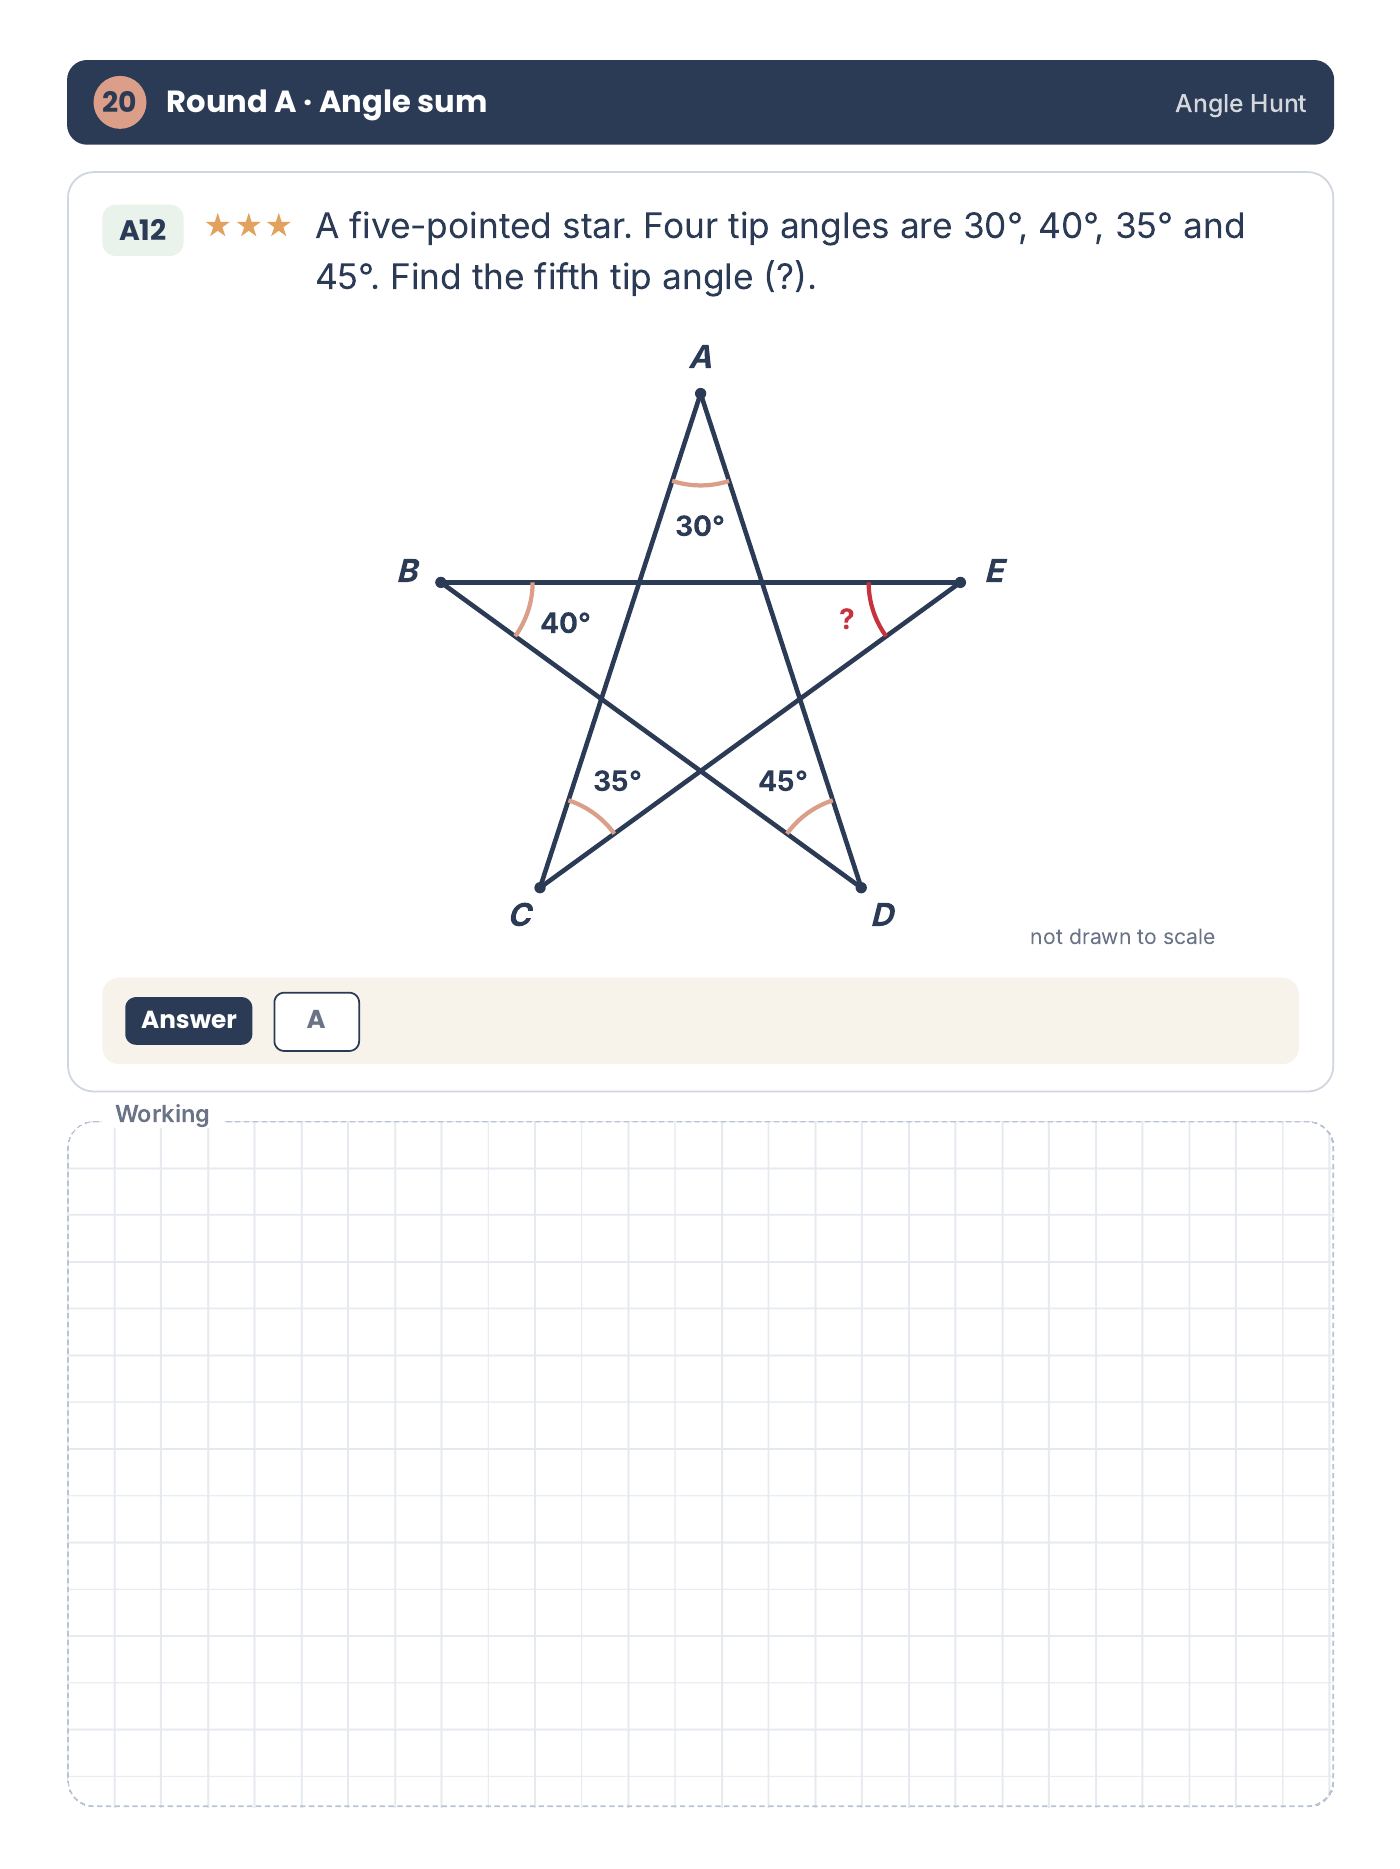 20 Round A · Angle sum Angle Hunt
A12 ★★★ A five-pointed star. Four tip angles are 30°, 40°, 35° and
45°. Find the fifth tip angle (?).
A
30°
B E
40° ?
35° 45°
C D
not drawn to scale
Answer A
Working